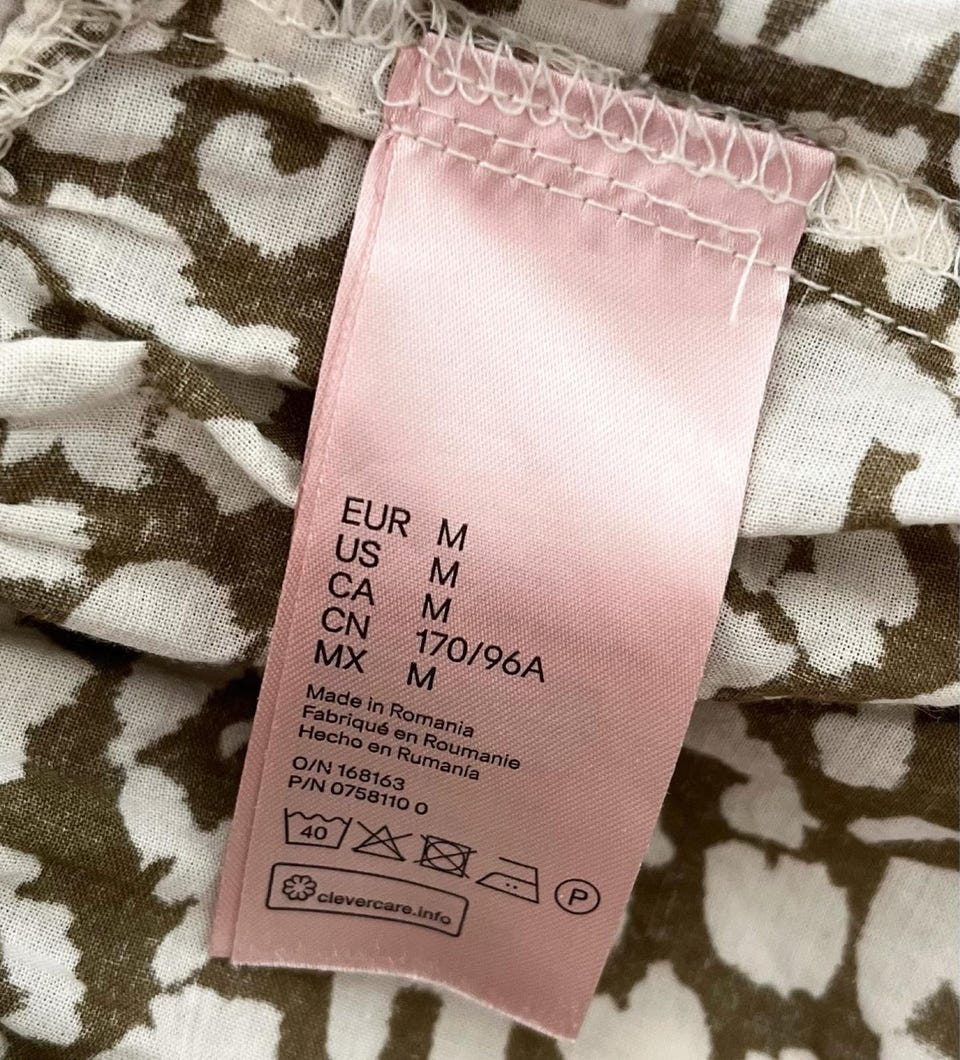 EUR M
US M
CA M
CN 170/96A
MX M
Made in Romania
Fabriqué en Roumanie
Hecho en Rumanía
O/N 168163
P/N 0758110 0
40
P
clevercare.info